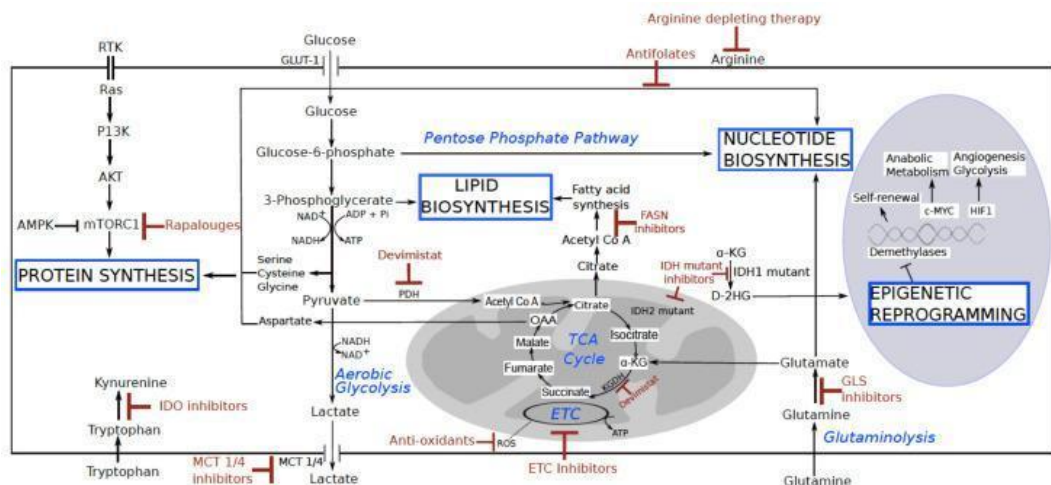 Arginine depleting therapy
Arginine
Antifolates
RTK
Glucose
GLUT-1
Ras
Glucose
P13K
Pentose Phosphate Pathway
NUCLEOTIDE
BIOSYNTHESIS
Glucose-6-phosphate
AKT
Anabolic
Metabolism
Angiogenesis
Glycolysis
3-Phosphoglycerate
LIPID
BIOSYNTHESIS
Fatty acid
synthesis
Self-renewal
c-MYC
HIF1
NAD+
ADP + Pi
NADH
ATP
AMPK
mTORC1
Rapalouges
FASN
inhibitors
Acetyl Co A
Demethylases
Devimistat
α-KG
IDH mutant
inhibitors
IDH1 mutant
PROTEIN SYNTHESIS
Serine
Cysteine
Glycine
Citrate
D-2HG
EPIGENETIC
REPROGRAMMING
Pyruvate
PDH
Acetyl Co A
Citrate
IDH2 mutant
Aspartate
OAA
Isocitrate
TCA
Cycle
Malate
NADH
NAD+
α-KG
Glutamate
Fumarate
Aerobic
Glycolysis
KGDH
Devimistat
Succinate
Kynurenine
IDO inhibitors
GLS
inhibitors
Lactate
ETC
Glutamine
Tryptophan
ATP
Anti-oxidants
ROS
Glutaminolysis
MCT 1/4
inhibitors
MCT 1/4
ETC Inhibitors
Tryptophan
Lactate
Glutamine